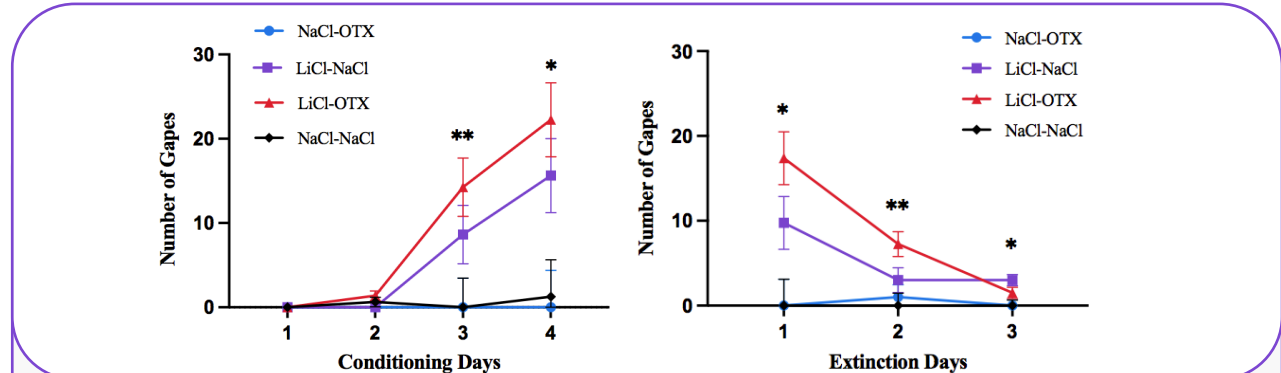 NaCl-OTX
LiCl-NaCl
LiCl-OTX
NaCl-NaCl
30
20
10
0
Number of Gapes
*
**
1 2 3 4
Conditioning Days
NaCl-OTX
LiCl-NaCl
LiCl-OTX
NaCl-NaCl
30
20
10
0
Number of Gapes
*
**
*
1 2 3
Extinction Days